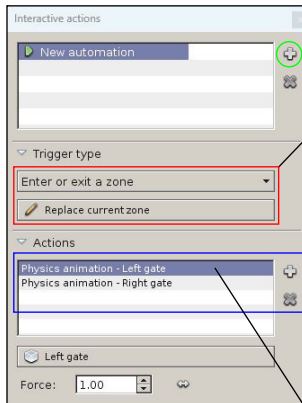 Interactive actions
New automation
Trigger type
Enter or exit a zone
Replace current zone
Actions
Physics animation - Left gate
Physics animation - Right gate
Left gate
Force: 1.00